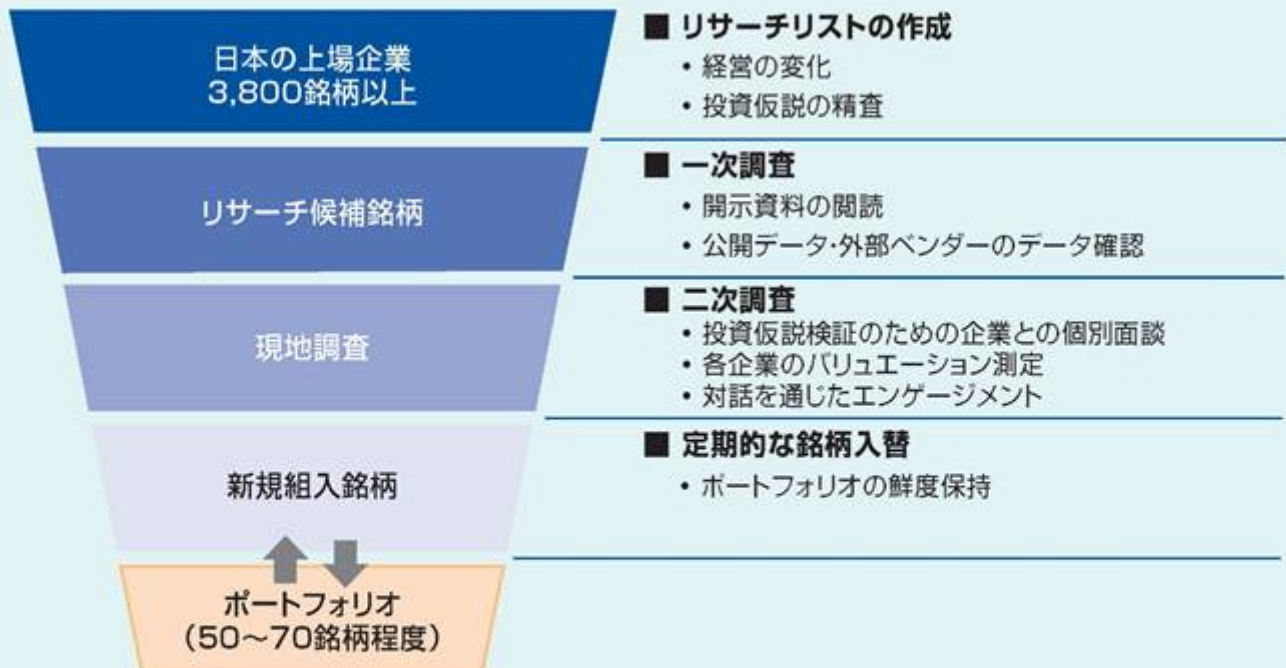 日本の上場企業
3,800銘柄以上
■ リサーチリストの作成
• 経営の変化
• 投資仮説の精査
リサーチ候補銘柄
■ 一次調査
• 開示資料の閲読
• 公開データ・外部ベンダーのデータ確認
現地調査
■ 二次調査
• 投資仮説検証のための企業との個別面談
• 各企業のバリュエーション測定
• 対話を通じたエンゲージメント
新規組入銘柄
■ 定期的な銘柄入替
• ポートフォリオの鮮度保持
ポートフォリオ
(50〜70銘柄程度)